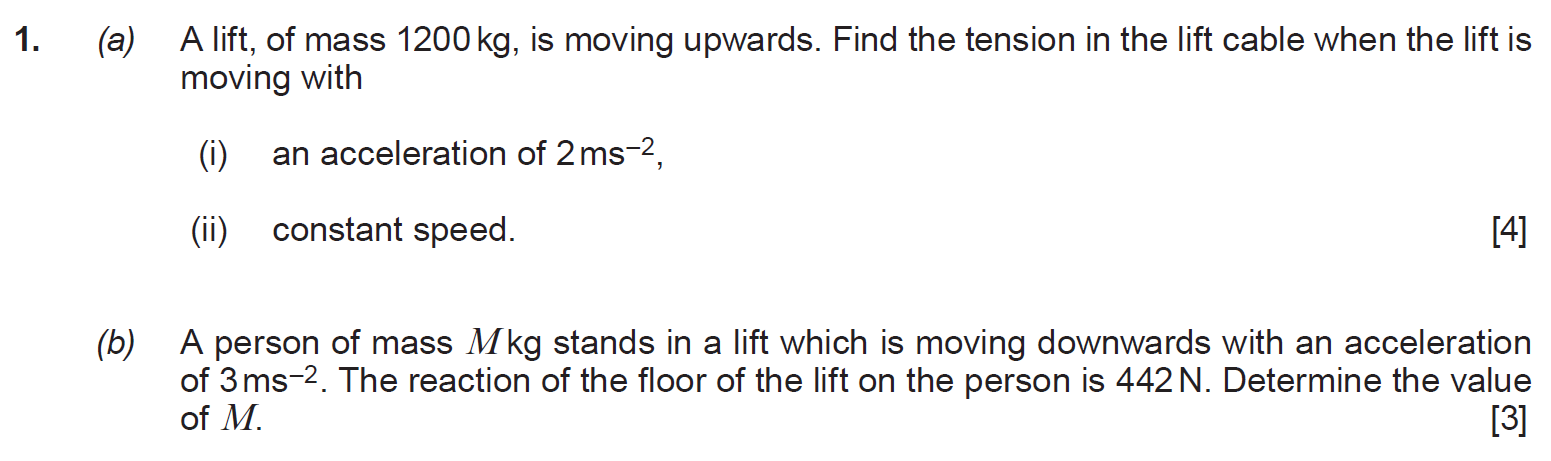 1. (a) A lift, of mass 1200 kg, is moving upwards. Find the tension in the lift cable when the lift is
moving with
(i) an acceleration of 2 ms⁻²,
(ii) constant speed. [4]
(b) A person of mass M kg stands in a lift which is moving downwards with an acceleration
of 3 ms⁻². The reaction of the floor of the lift on the person is 442 N. Determine the value
of M. [3]